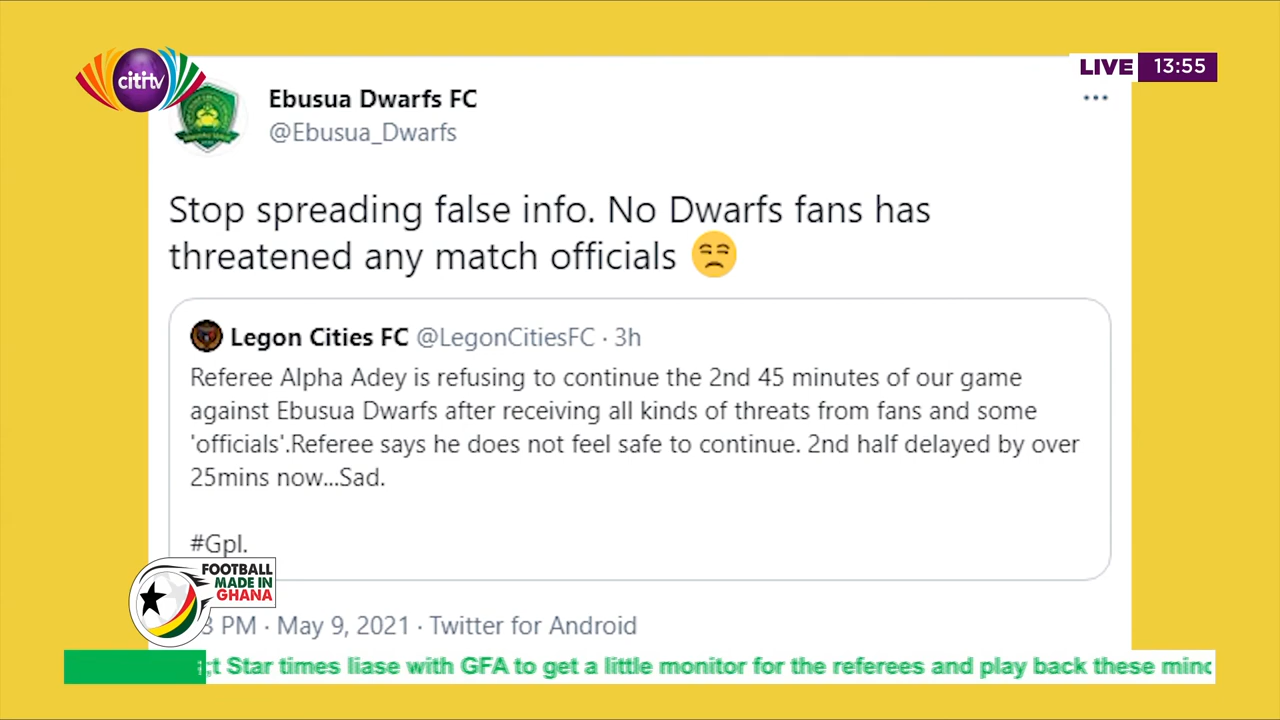 citi tv
LIVE 13:55
Ebusua Dwarfs FC
@Ebusua_Dwarfs
Stop spreading false info. No Dwarfs fans has
threatened any match officials 😒
Legon Cities FC @LegonCitiesFC · 3h
Referee Alpha Adey is refusing to continue the 2nd 45 minutes of our game
against Ebusua Dwarfs after receiving all kinds of threats from fans and some
'officials'.Referee says he does not feel safe to continue. 2nd half delayed by over
25mins now...Sad.
#Gpl.
FOOTBALL
MADE IN
GHANA
PM · May 9, 2021 · Twitter for Android
Star times liase with GFA to get a little monitor for the referees and play back these